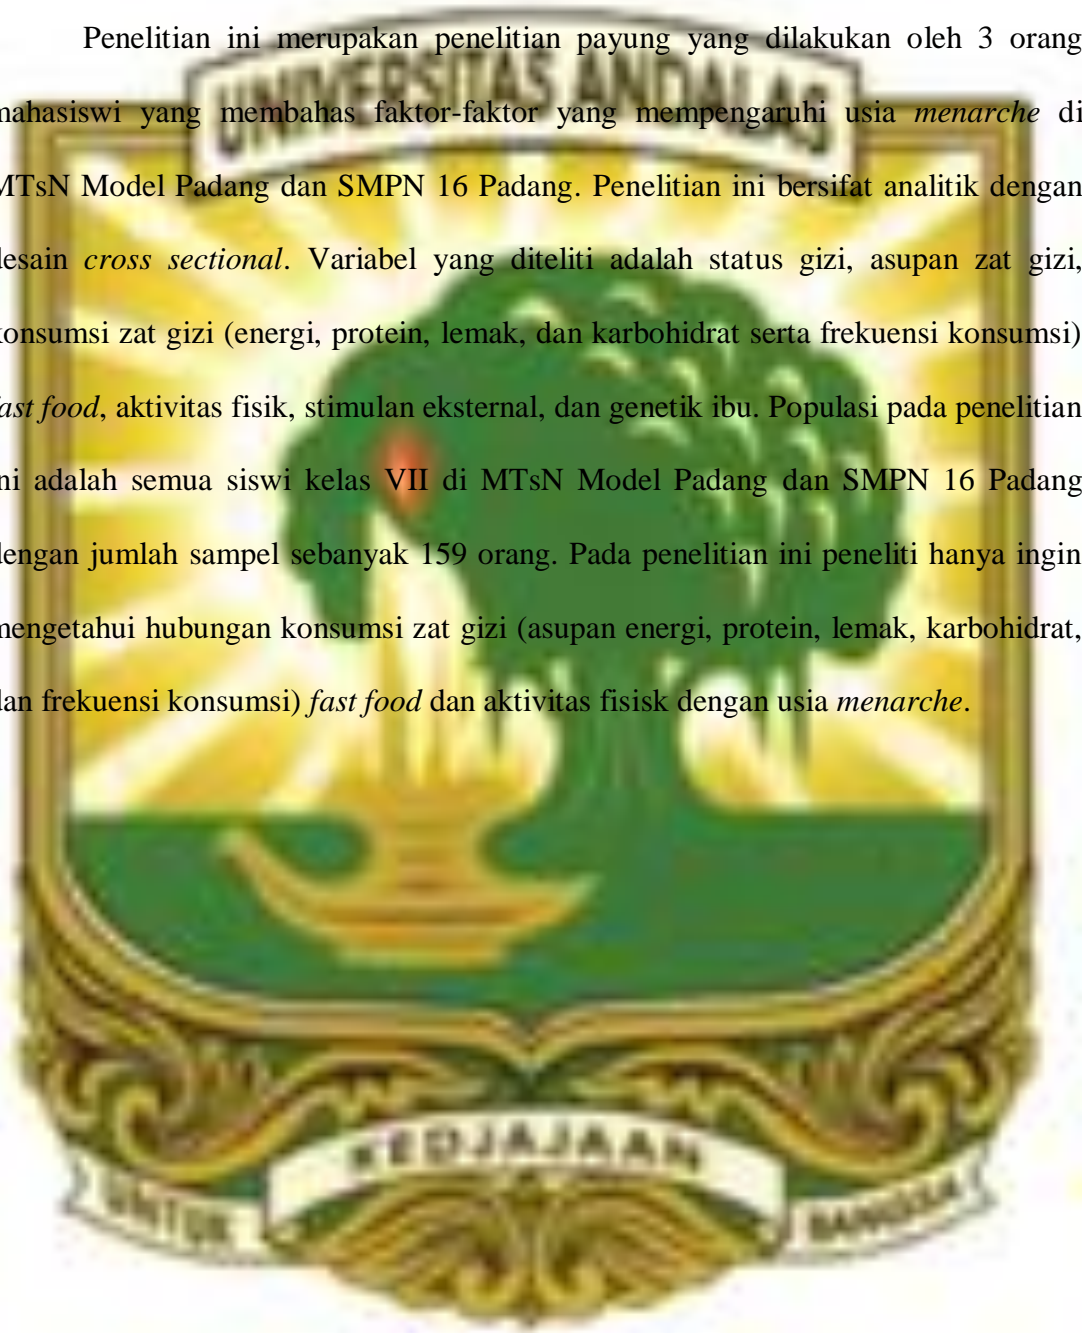 Penelitian ini merupakan penelitian payung yang dilakukan oleh 3 orang
UNIVERSITAS ANDALAS
mahasiswi yang membahas faktor-faktor yang mempengaruhi usia menarche di
MTsN Model Padang dan SMPN 16 Padang. Penelitian ini bersifat analitik dengan
desain cross sectional. Variabel yang diteliti adalah status gizi, asupan zat gizi,
konsumsi zat gizi (energi, protein, lemak, dan karbohidrat serta frekuensi konsumsi)
fast food, aktivitas fisik, stimulan eksternal, dan genetik ibu. Populasi pada penelitian
ini adalah semua siswi kelas VII di MTsN Model Padang dan SMPN 16 Padang
dengan jumlah sampel sebanyak 159 orang. Pada penelitian ini peneliti hanya ingin
mengetahui hubungan konsumsi zat gizi (asupan energi, protein, lemak, karbohidrat,
dan frekuensi konsumsi) fast food dan aktivitas fisisk dengan usia menarche.
KEDJAJAAN
UNTUK
BANGSA